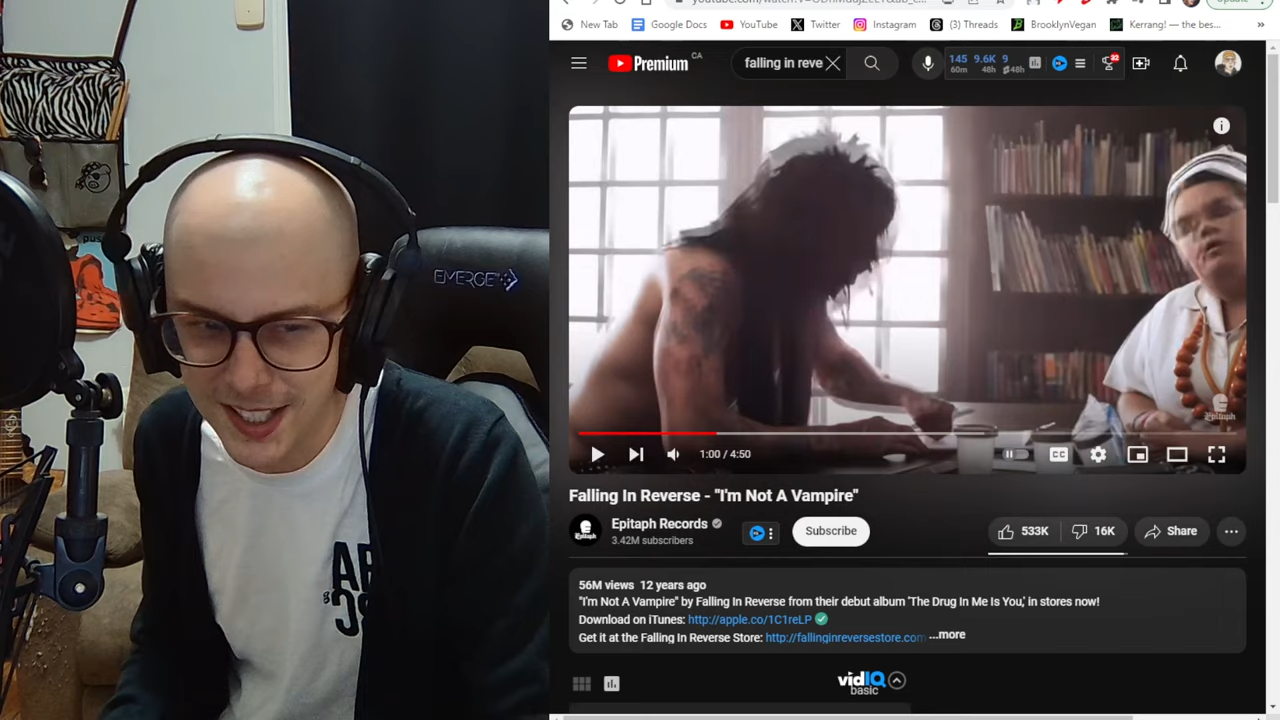 New Tab
Google Docs
YouTube
Twitter
Instagram
(3) Threads
BrooklynVegan
Kerrang! — the bes...
»
Premium CA
falling in reve
145 9.6K 9
60m 48h 48h
32
EMERGE
pus
Epitaph
1:00 / 4:50
CC
Falling In Reverse - "I'm Not A Vampire"
Epitaph Records
3.42M subscribers
Subscribe
533K
16K
Share
56M views 12 years ago
"I'm Not A Vampire" by Falling In Reverse from their debut album 'The Drug In Me Is You,' in stores now!
Download on iTunes: http://apple.co/1C1reLP
Get it at the Falling In Reverse Store: http://fallinginreversestore.com ...more
vidIQ
basic